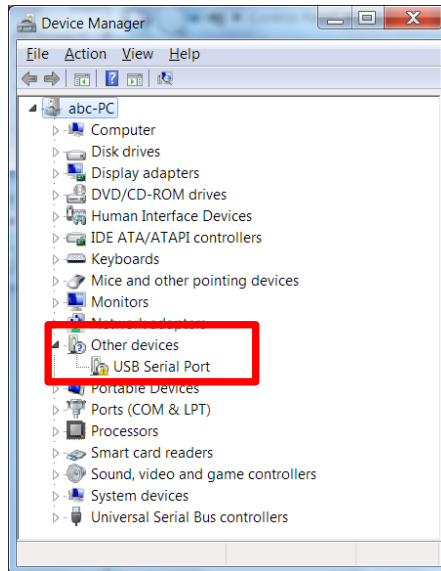 Device Manager
File Action View Help
abc-PC
Computer
Disk drives
Display adapters
DVD/CD-ROM drives
Human Interface Devices
IDE ATA/ATAPI controllers
Keyboards
Mice and other pointing devices
Monitors
Network adapters
Other devices
USB Serial Port
Portable Devices
Ports (COM & LPT)
Processors
Smart card readers
Sound, video and game controllers
System devices
Universal Serial Bus controllers